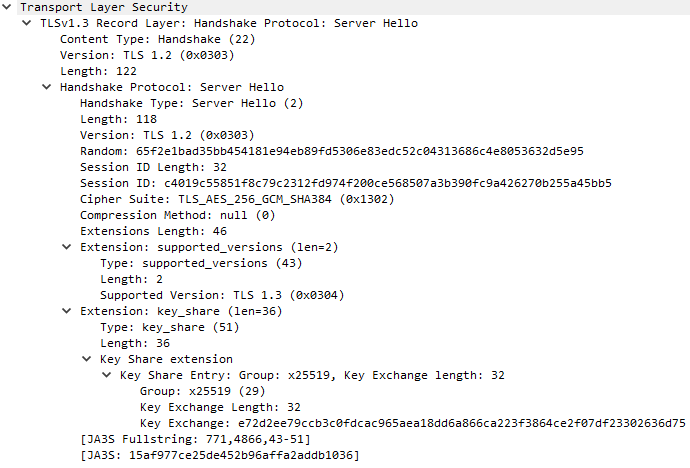 Transport Layer Security
TLSv1.3 Record Layer: Handshake Protocol: Server Hello
Content Type: Handshake (22)
Version: TLS 1.2 (0x0303)
Length: 122
Handshake Protocol: Server Hello
Handshake Type: Server Hello (2)
Length: 118
Version: TLS 1.2 (0x0303)
Random: 65f2e1bad35bb454181e94eb89fd5306e83edc52c04313686c4e8053632d5e95
Session ID Length: 32
Session ID: c4019c55851f8c79c2312fd974f200ce568507a3b390fc9a426270b255a45bb5
Cipher Suite: TLS_AES_256_GCM_SHA384 (0x1302)
Compression Method: null (0)
Extensions Length: 46
Extension: supported_versions (len=2)
Type: supported_versions (43)
Length: 2
Supported Version: TLS 1.3 (0x0304)
Extension: key_share (len=36)
Type: key_share (51)
Length: 36
Key Share extension
Key Share Entry: Group: x25519, Key Exchange length: 32
Group: x25519 (29)
Key Exchange Length: 32
Key Exchange: e72d2ee79ccb3c0fdcac965aea18dd6a866ca223f3864ce2f07df23302636d75
[JA3S Fullstring: 771,4866,43-51]
[JA3S: 15af977ce25de452b96affa2addb1036]